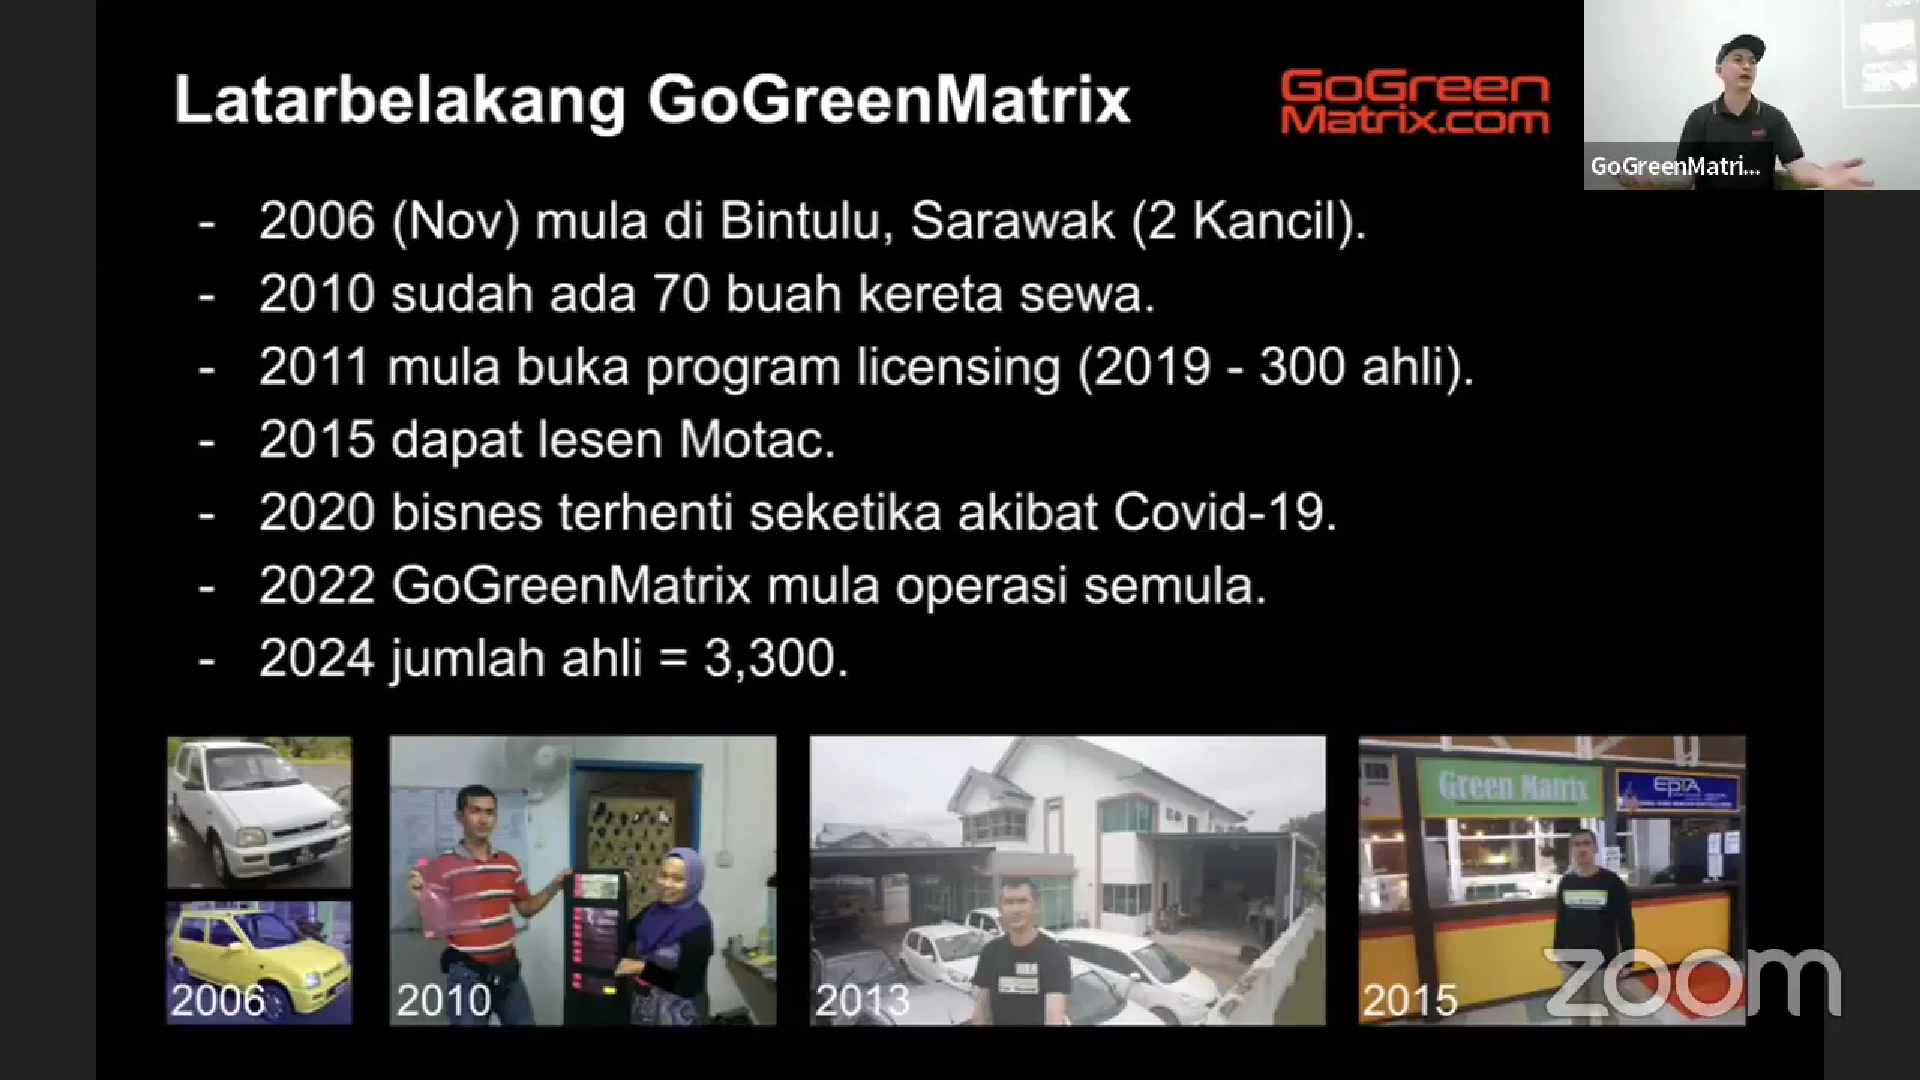 Latarbelakang GoGreenMatrix
GoGreen
Matrix.com
GoGreenMatri...
- 2006 (Nov) mula di Bintulu, Sarawak (2 Kancil).
- 2010 sudah ada 70 buah kereta sewa.
- 2011 mula buka program licensing (2019 - 300 ahli).
- 2015 dapat lesen Motac.
- 2020 bisnes terhenti seketika akibat Covid-19.
- 2022 GoGreenMatrix mula operasi semula.
- 2024 jumlah ahli = 3,300.
Green Matrix
2006
2010
2013
2015
zoom